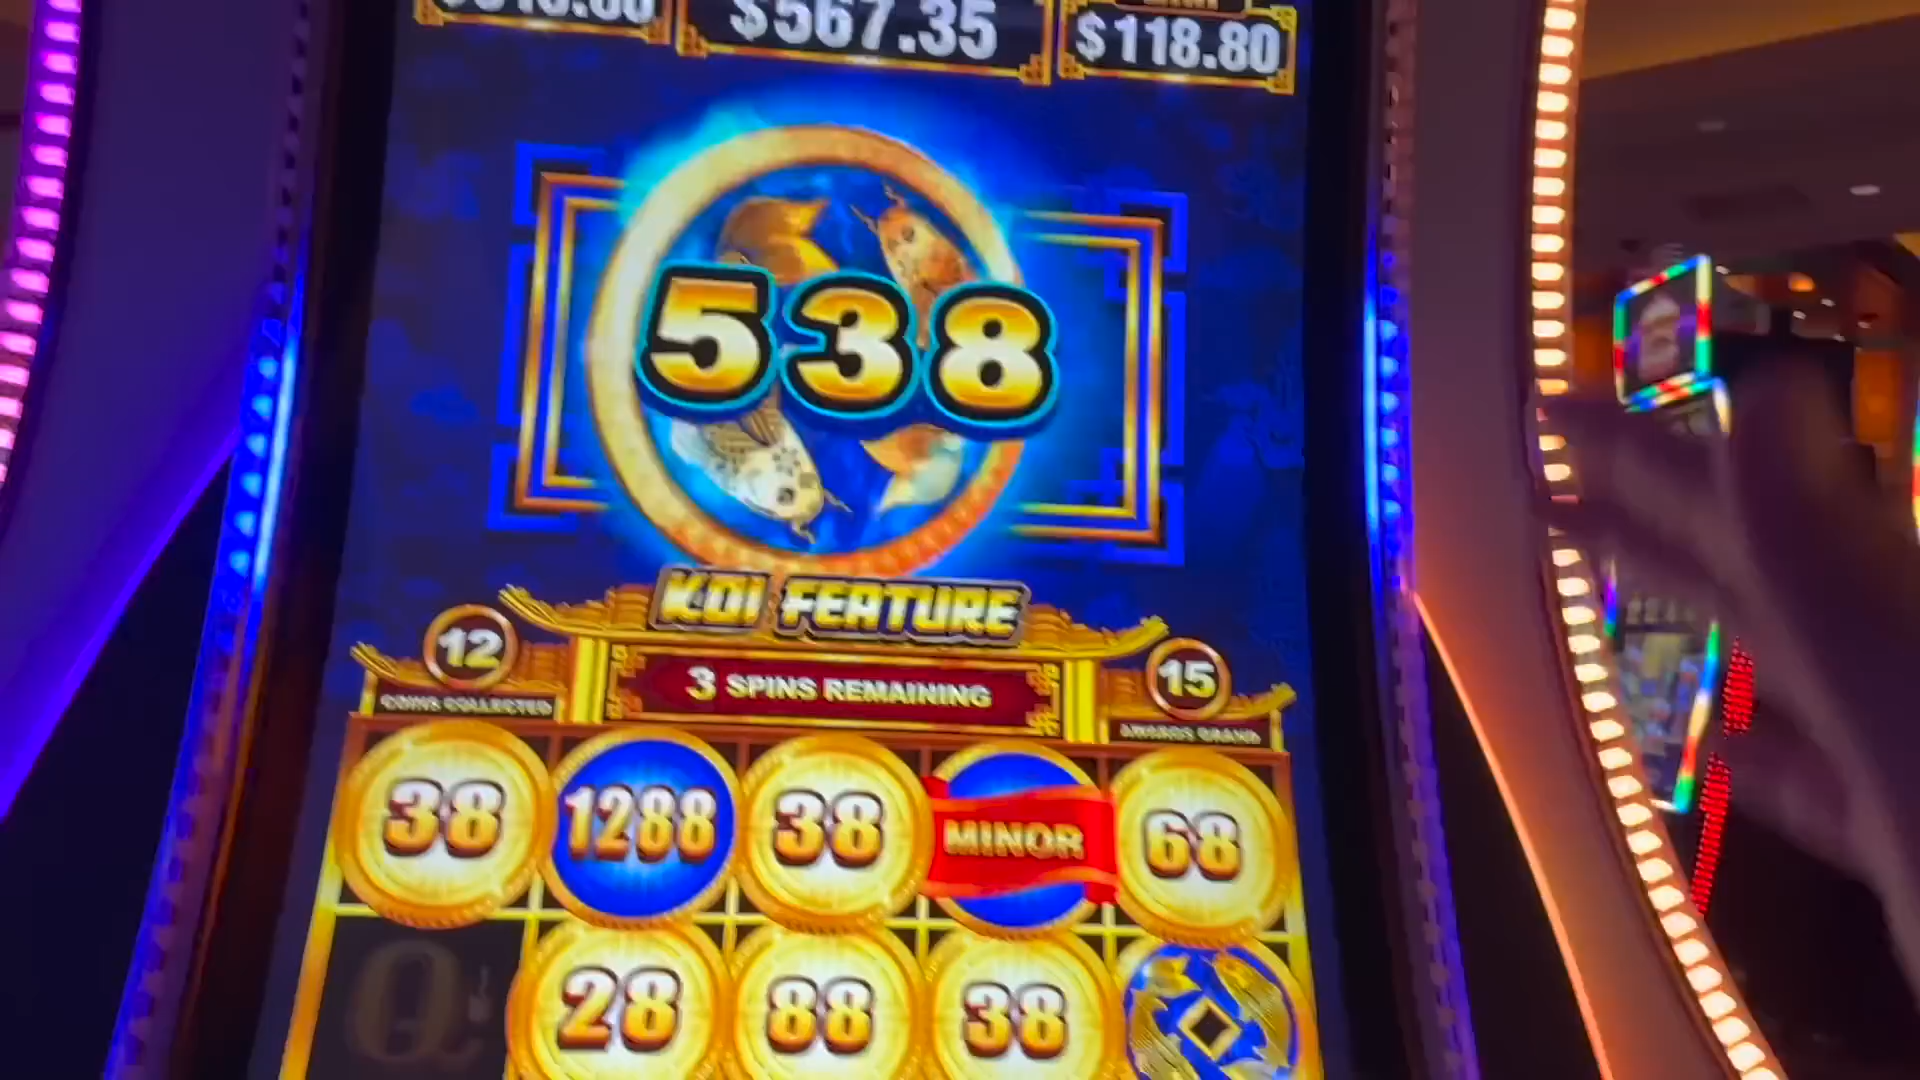 $567.35
$118.80
538
KOI FEATURE
12
COINS COLLECTED
3 SPINS REMAINING
15
AWARDS GRAND
38
1288
38
MINOR
68
Q
28
88
38